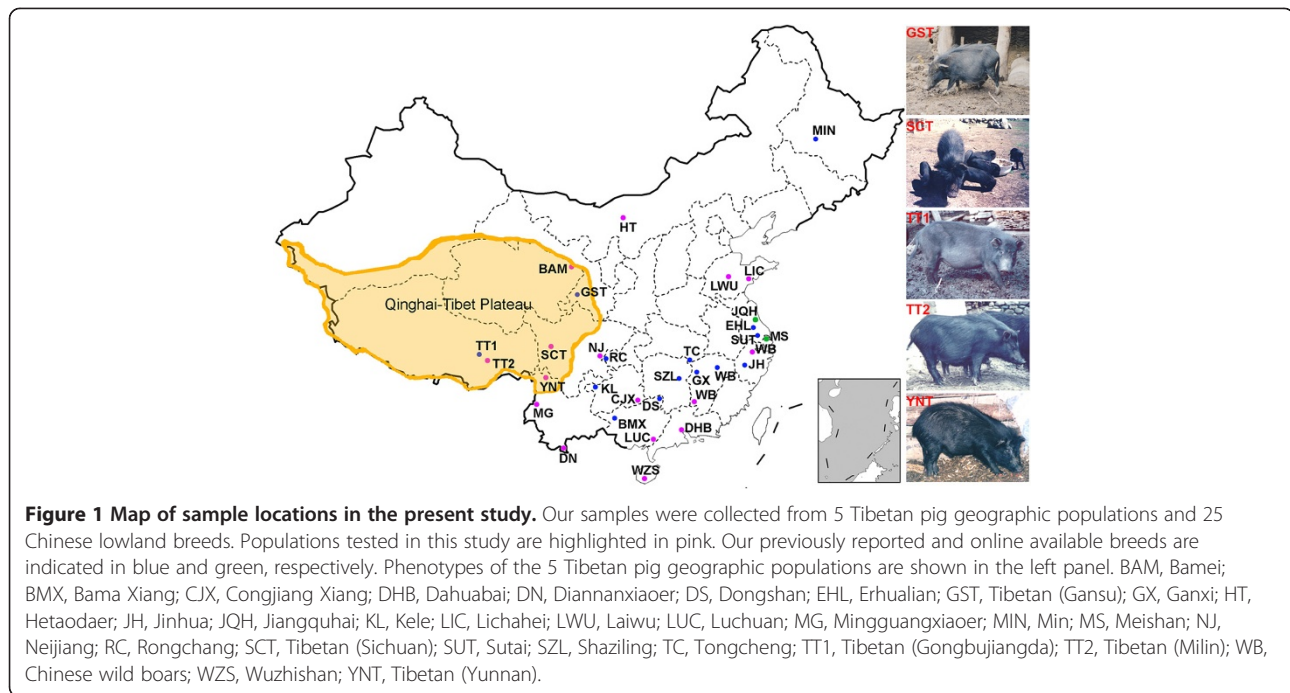 GST
SCT
TT1
TT2
YNT
MIN
HT
BAM
GST
LIC
LWU
Qinghai-Tibet Plateau
JQH
EHL
SUT
MS
WB
JH
TT1
TT2
SCT
NJ
RC
TC
SZL
GX
WB
YNT
KL
CJX
DS
WB
MG
BMX
LUC
DHB
DN
WZS
Figure 1 Map of sample locations in the present study. Our samples were collected from 5 Tibetan pig geographic populations and 25
Chinese lowland breeds. Populations tested in this study are highlighted in pink. Our previously reported and online available breeds are
indicated in blue and green, respectively. Phenotypes of the 5 Tibetan pig geographic populations are shown in the left panel. BAM, Bamei;
BMX, Bama Xiang; CJX, Congjiang Xiang; DHB, Dahuabai; DN, Diannanxiaoer; DS, Dongshan; EHL, Erhualian; GST, Tibetan (Gansu); GX, Ganxi; HT,
Hetaodaer; JH, Jinhua; JQH, Jiangquhai; KL, Kele; LIC, Lichahei; LWU, Laiwu; LUC, Luchuan; MG, Mingguangxiaoer; MIN, Min; MS, Meishan; NJ,
Neijiang; RC, Rongchang; SCT, Tibetan (Sichuan); SUT, Sutai; SZL, Shaziling; TC, Tongcheng; TT1, Tibetan (Gongbujiangda); TT2, Tibetan (Milin); WB,
Chinese wild boars; WZS, Wuzhishan; YNT, Tibetan (Yunnan).